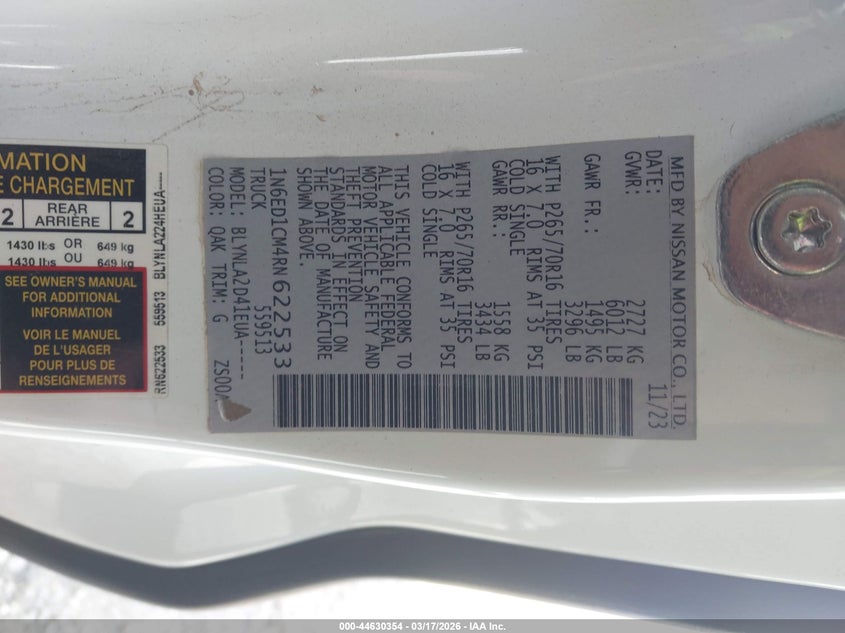 MATION
E CHARGEMENT
2 REAR ARRIÈRE 2
1430 lbs OR 649 kg
1430 lbs OU 649 kg
SEE OWNER'S MANUAL
FOR ADDITIONAL
INFORMATION
VOIR LE MANUEL
DE L'USAGER
POUR PLUS DE
RENSEIGNEMENTS
RN622533 559513 BLYNLA2Z4HEUA-----
MFD BY NISSAN MOTOR CO., LTD.
DATE: 11/23
GVWR: 2727 KG
6012 LB
GAWR FR: 1496 KG
3296 LB
WITH P265/70R16 TIRES
16 X 7.0 RIMS AT 35 PSI
COLD SINGLE
GAWR RR: 1558 KG
3434 LB
WITH P265/70R16 TIRES
16 X 7.0 RIMS AT 35 PSI
COLD SINGLE
THIS VEHICLE CONFORMS TO
ALL APPLICABLE FEDERAL
MOTOR VEHICLE SAFETY AND
THEFT PREVENTION
STANDARDS IN EFFECT ON
THE DATE OF MANUFACTURE
SHOWN ABOVE.
1N6ED1CM4RN622533
TRUCK 559513
MODEL: BLYNLA2D41EUA-----
COLOR: QAK TRIM: G ZS00
000-44630354 — 03/17/2026 — IAA Inc.